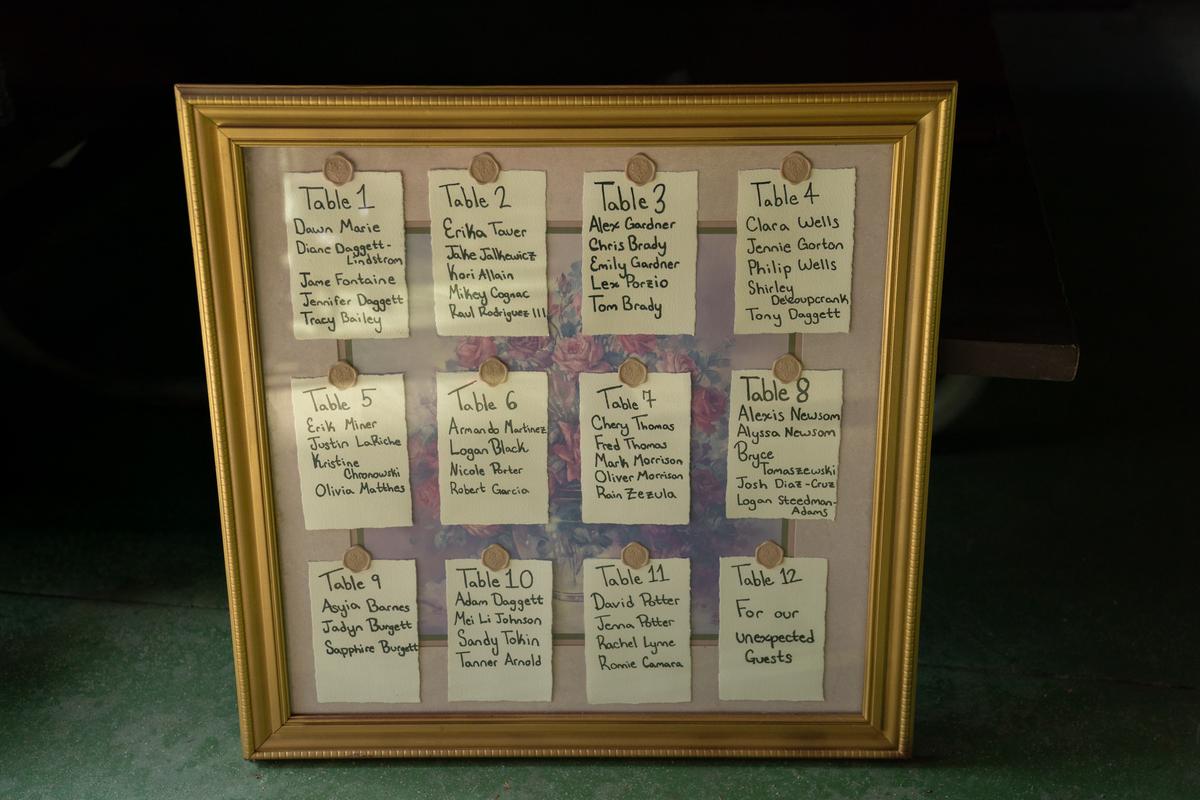 Table 1
Dawn Marie
Diane Daggett-
Lindstrom
Jame Fontaine
Jennifer Daggett
Tracy Bailey
Table 2
Erika Taver
Jake Jalkewicz
Kori Allain
Mikey Cognac
Raul Rodriguez III
Table 3
Alex Gardner
Chris Brady
Emily Gardner
Lex Porzio
Tom Brady
Table 4
Clara Wells
Jennie Gorton
Philip Wells
Shirley
Tony Daggett
Table 5
Erik Miner
Justin LaRiche
Kristine
Chronowski
Olivia Matthes
Table 6
Armando Martinez
Logan Black
Nicole Porter
Robert Garcia
Table 7
Chery Thomas
Fred Thomas
Mark Morrison
Oliver Morrison
Rain Zezula
Table 8
Alexis Newsom
Alyssa Newsom
Bryce
Tomaszewski
Josh Diaz-Cruz
Logan Steedman-
Adams
Table 9
Asyia Barnes
Jadyn Burgett
Sapphire Burgett
Table 10
Adam Daggett
Mei Li Johnson
Sandy Tokin
Tanner Arnold
Table 11
David Potter
Jenna Potter
Rachel Lynne
Romie Camara
Table 12
For our
unexpected
Guests